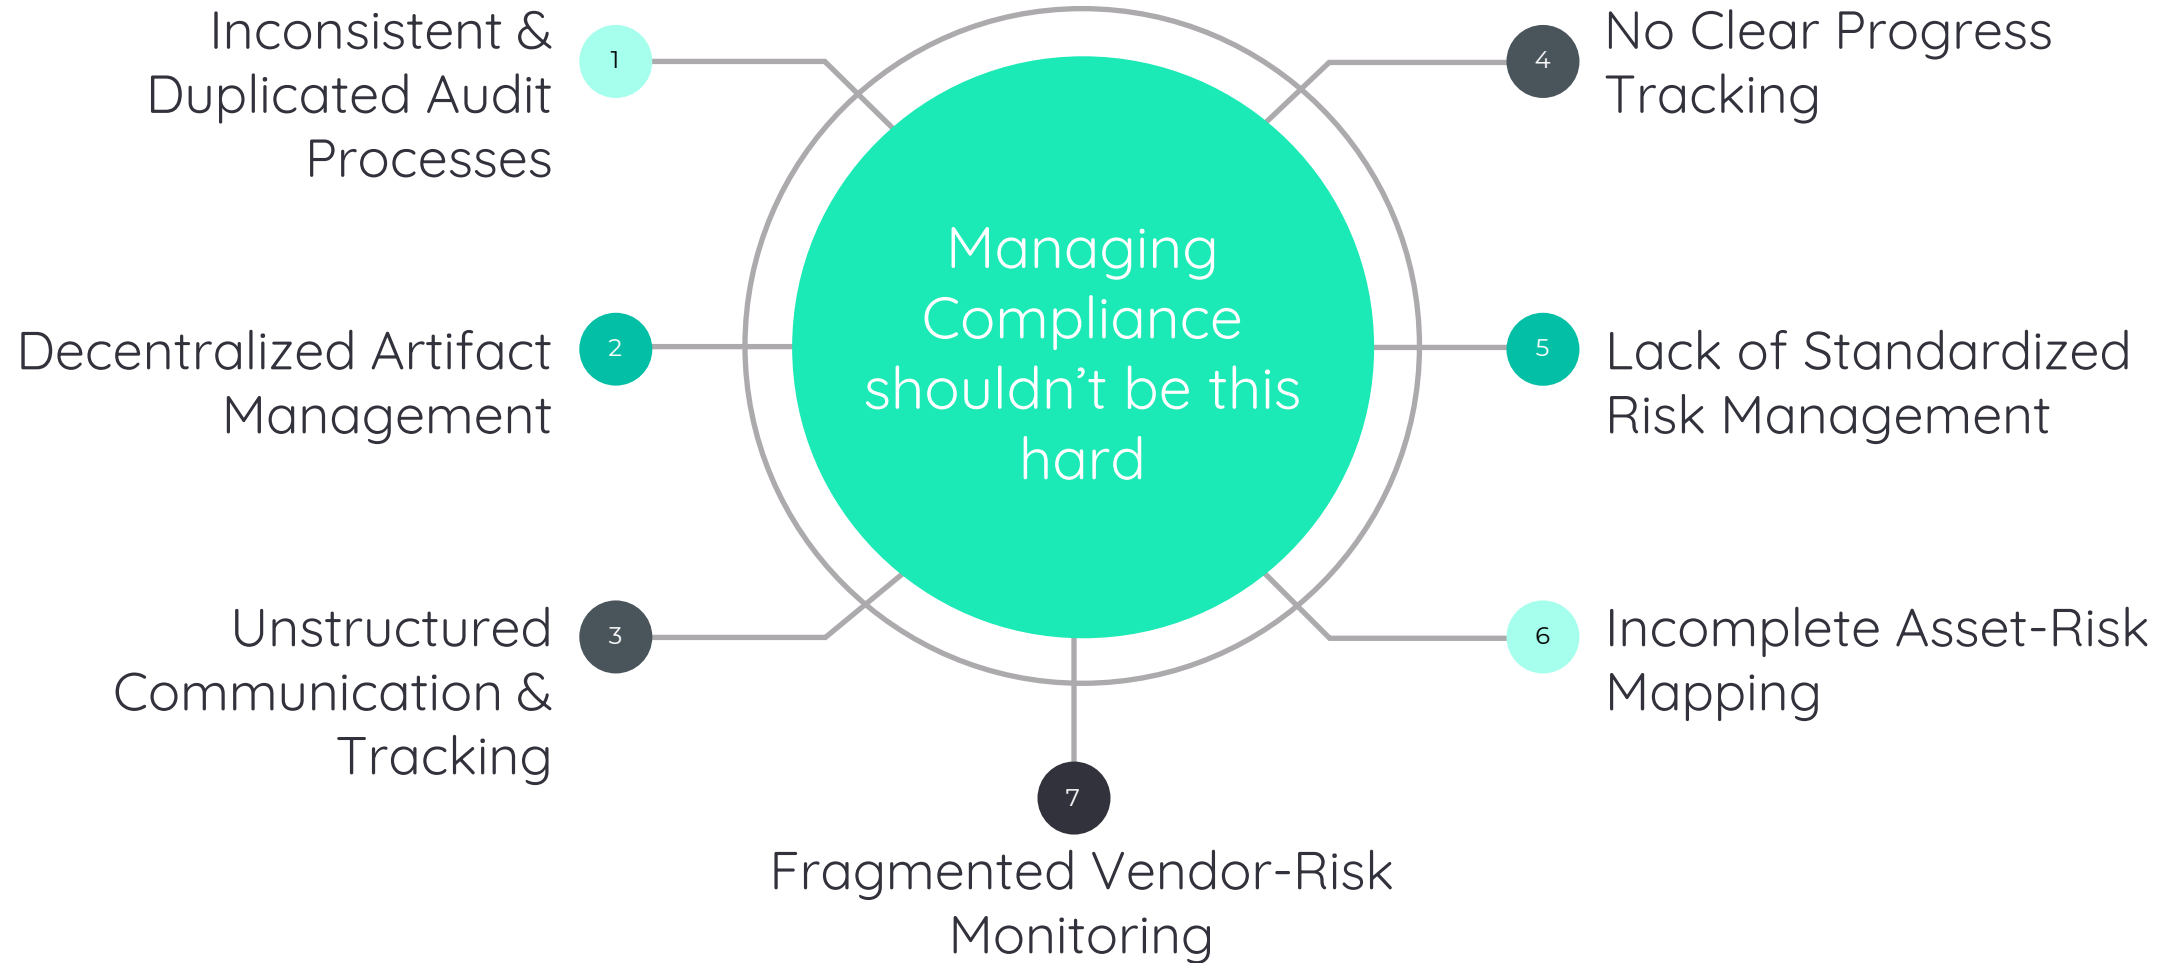 Inconsistent &
Duplicated Audit
Processes
1
Decentralized Artifact
Management
2
Unstructured
Communication &
Tracking
3
Managing
Compliance
shouldn’t be this
hard
4
No Clear Progress
Tracking
5
Lack of Standardized
Risk Management
6
Incomplete Asset-Risk
Mapping
7
Fragmented Vendor-Risk
Monitoring